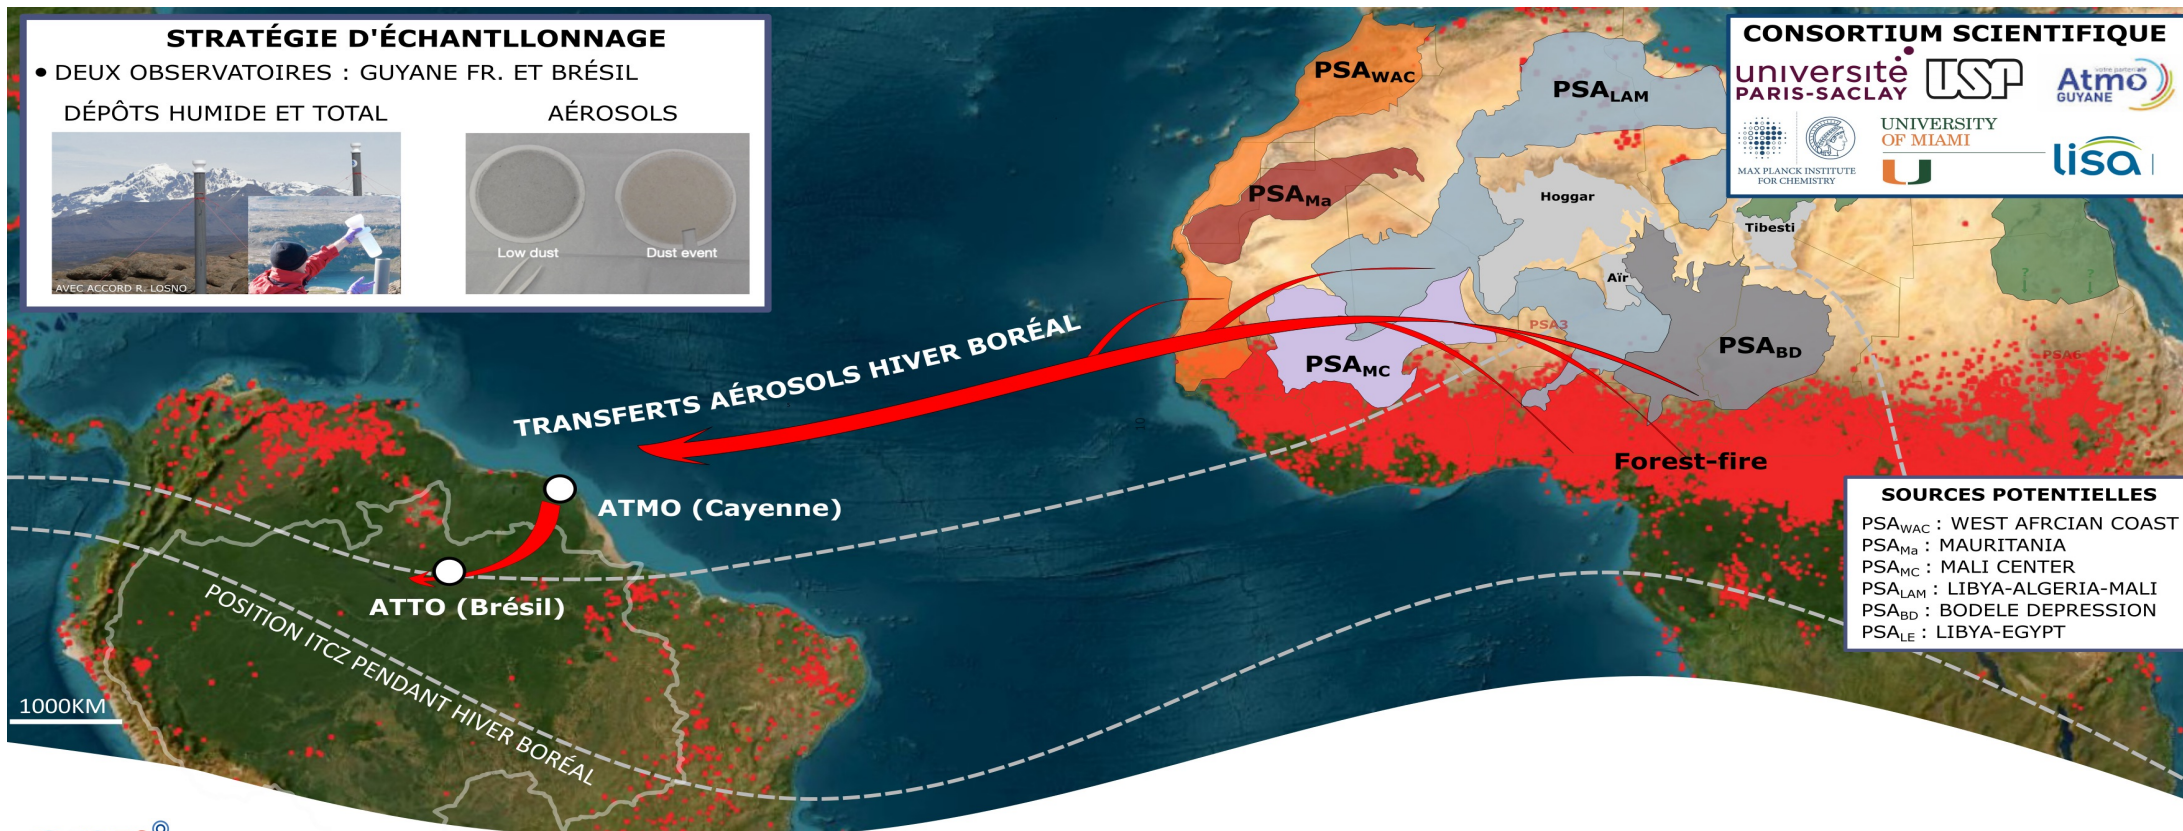 STRATÉGIE D'ÉCHANTLLONNAGE
• DEUX OBSERVATOIRES : GUYANE FR. ET BRÉSIL
DÉPÔTS HUMIDE ET TOTAL
AÉROSOLS
AVEC ACCORD R. LOSNO
Low dust
Dust event
CONSORTIUM SCIENTIFIQUE
université
PARIS-SACLAY
USP
votre partenair
Atmo
GUYANE
MAX PLANCK INSTITUTE
FOR CHEMISTRY
UNIVERSITY
OF MIAMI
U
lisa
PSAWAC
PSALAM
PSAMa
Hoggar
Tibesti
Aïr
? ?
PSA3
PSABD
PSAMC
PSA6
TRANSFERTS AÉROSOLS HIVER BORÉAL
Forest-fire
ATMO (Cayenne)
ATTO (Brésil)
POSITION ITCZ PENDANT HIVER BORÉAL
1000KM
SOURCES POTENTIELLES
PSAWAC : WEST AFRCIAN COAST
PSAMa : MAURITANIA
PSAMC : MALI CENTER
PSALAM : LIBYA-ALGERIA-MALI
PSABD : BODELE DEPRESSION
PSALE : LIBYA-EGYPT